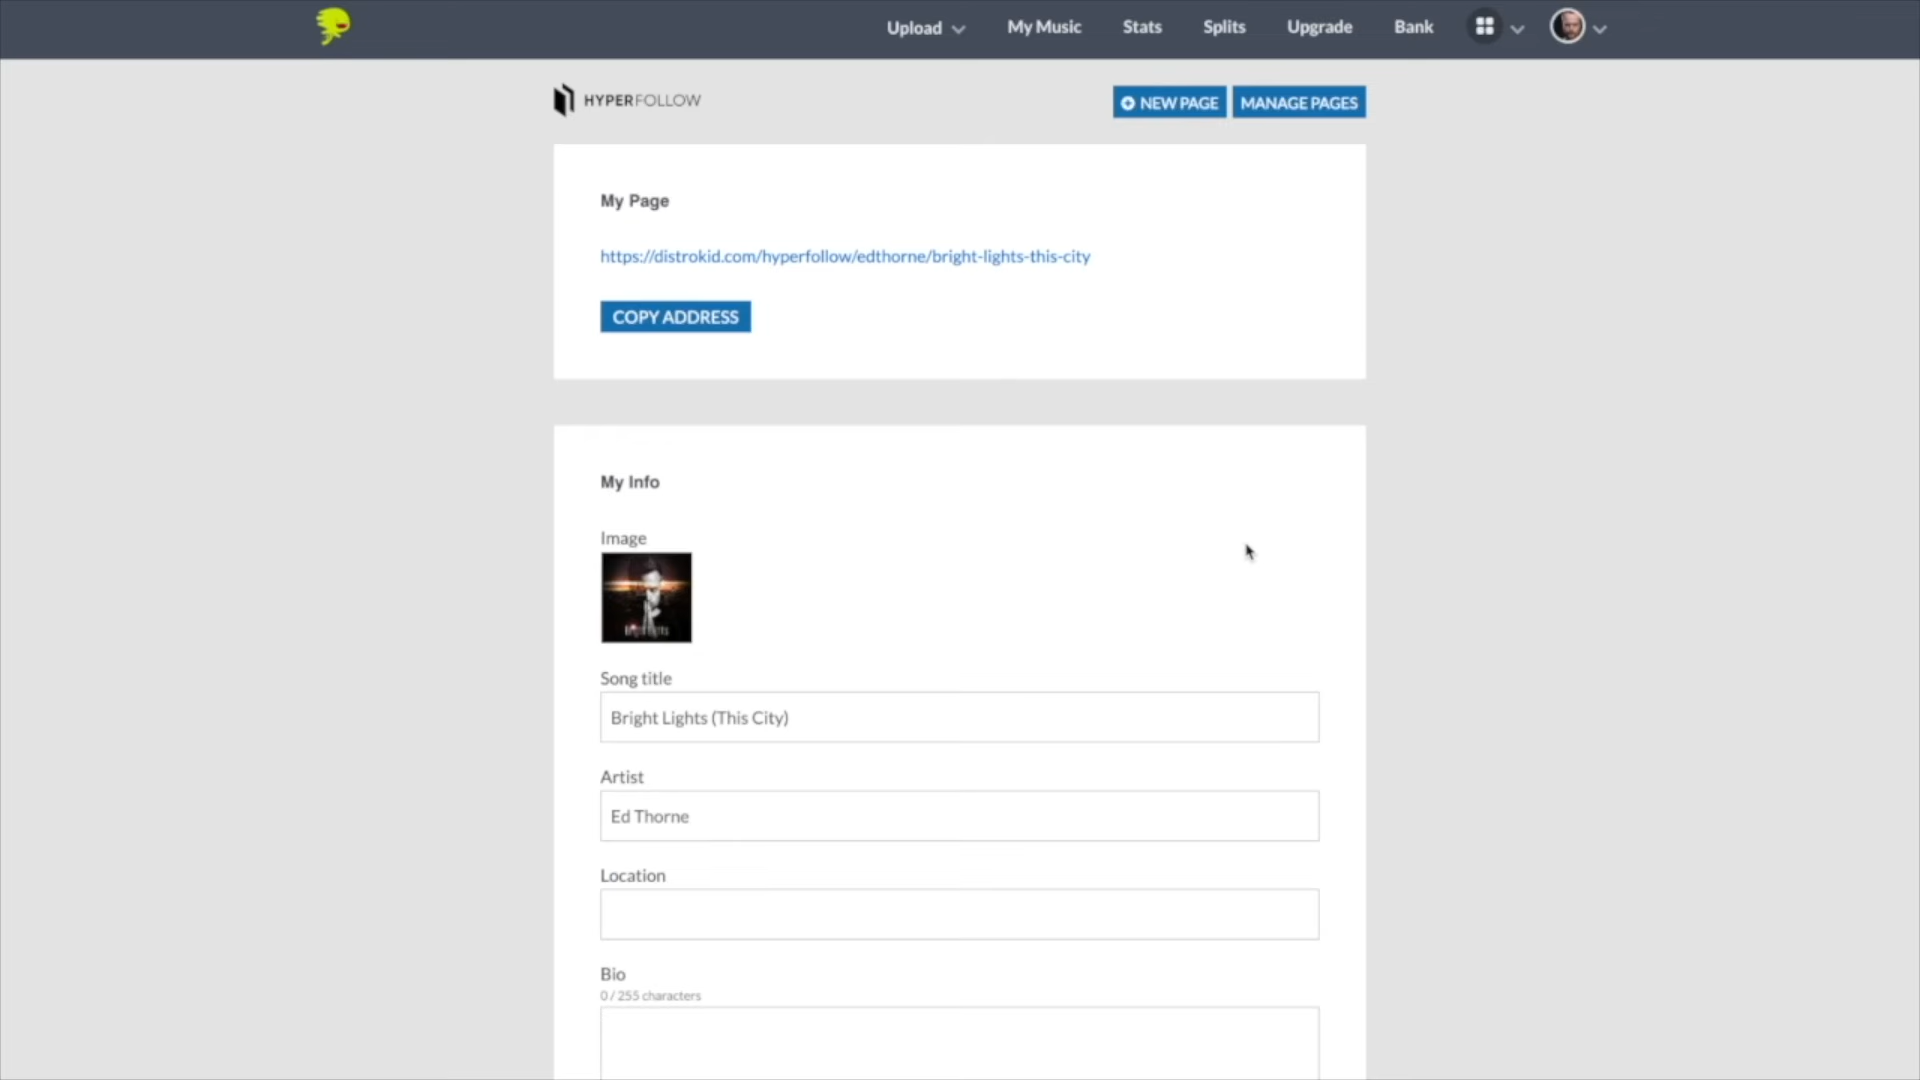 Upload My Music Stats Splits Upgrade Bank
HYPERFOLLOW
NEW PAGE MANAGE PAGES
My Page
https://distrokid.com/hyperfollow/edthorne/bright-lights-this-city
COPY ADDRESS
My Info
Image
Song title
Bright Lights (This City)
Artist
Ed Thorne
Location
Bio
0 / 255 characters